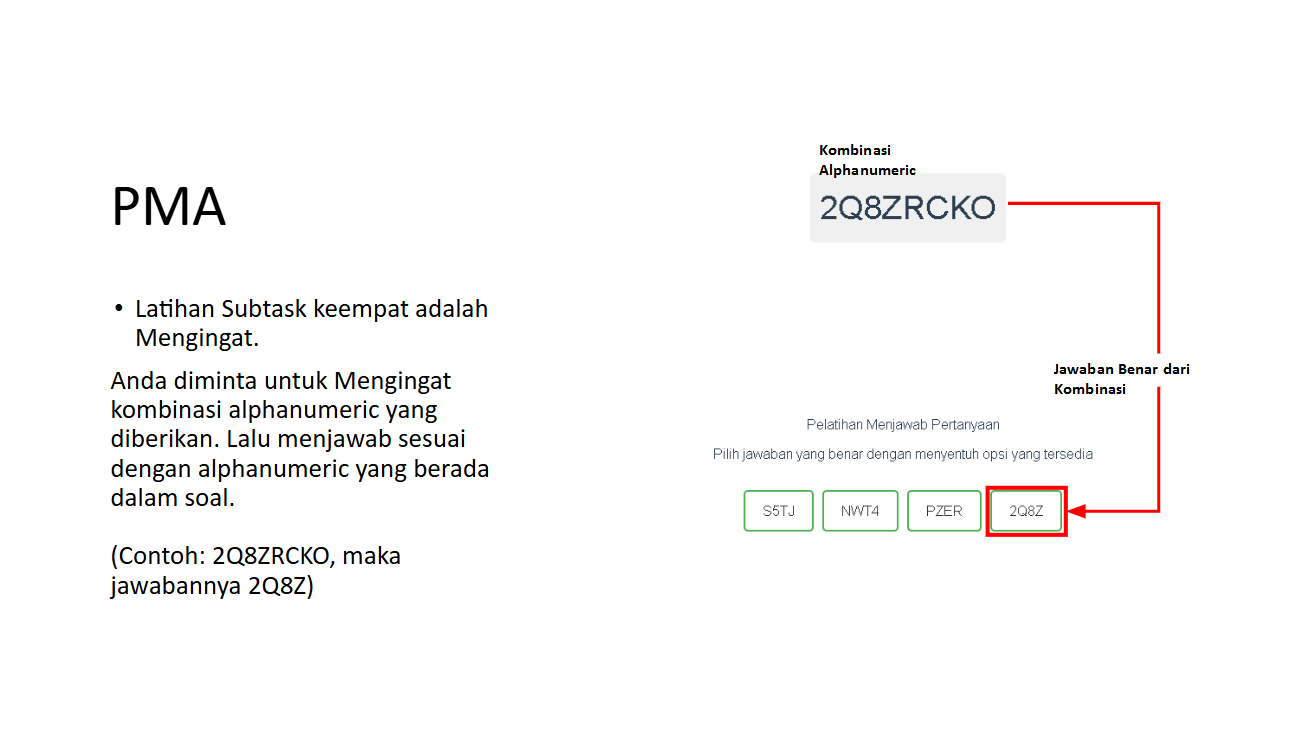 PMA
• Latihan Subtask keempat adalah
Mengingat.
Anda diminta untuk Mengingat
kombinasi alphanumeric yang
diberikan. Lalu menjawab sesuai
dengan alphanumeric yang berada
dalam soal.
(Contoh: 2Q8ZRCKO, maka
jawabannya 2Q8Z)
Kombinasi
Alphanumeric
2Q8ZRCKO
Jawaban Benar dari
Kombinasi
Pelatihan Menjawab Pertanyaan
Pilih jawaban yang benar dengan menyentuh opsi yang tersedia
S5TJ NWT4 PZER 2Q8Z